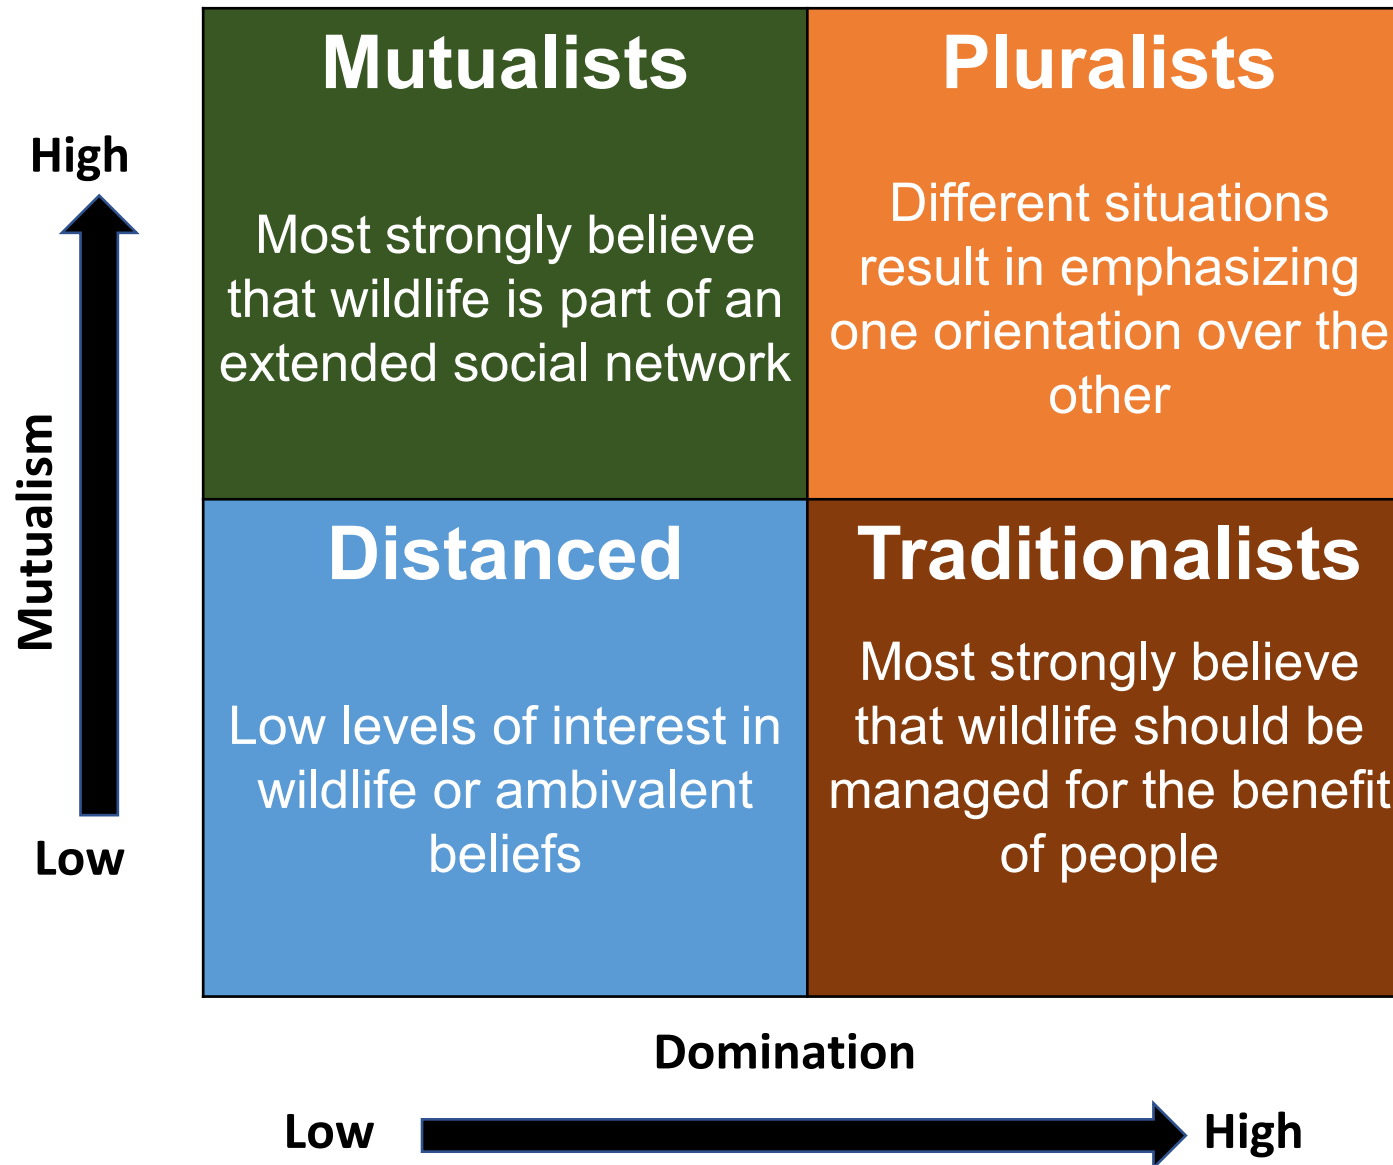 Mutualists
Most strongly believe
that wildlife is part of an
extended social network
Pluralists
Different situations
result in emphasizing
one orientation over the
other
High
Mutualism
Low
Distanced
Low levels of interest in
wildlife or ambivalent
beliefs
Traditionalists
Most strongly believe
that wildlife should be
managed for the benefit
of people
Domination
Low
High